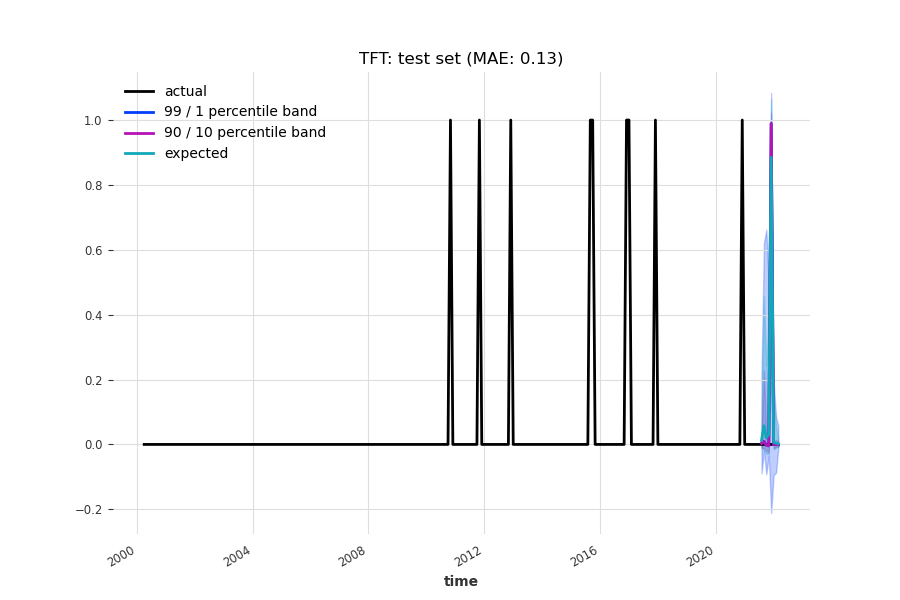 TFT: test set (MAE: 0.13)
actual
99 / 1 percentile band
90 / 10 percentile band
expected
1.0
0.8
0.6
0.4
0.2
0.0
−0.2
2000
2004
2008
2012
2016
2020
time